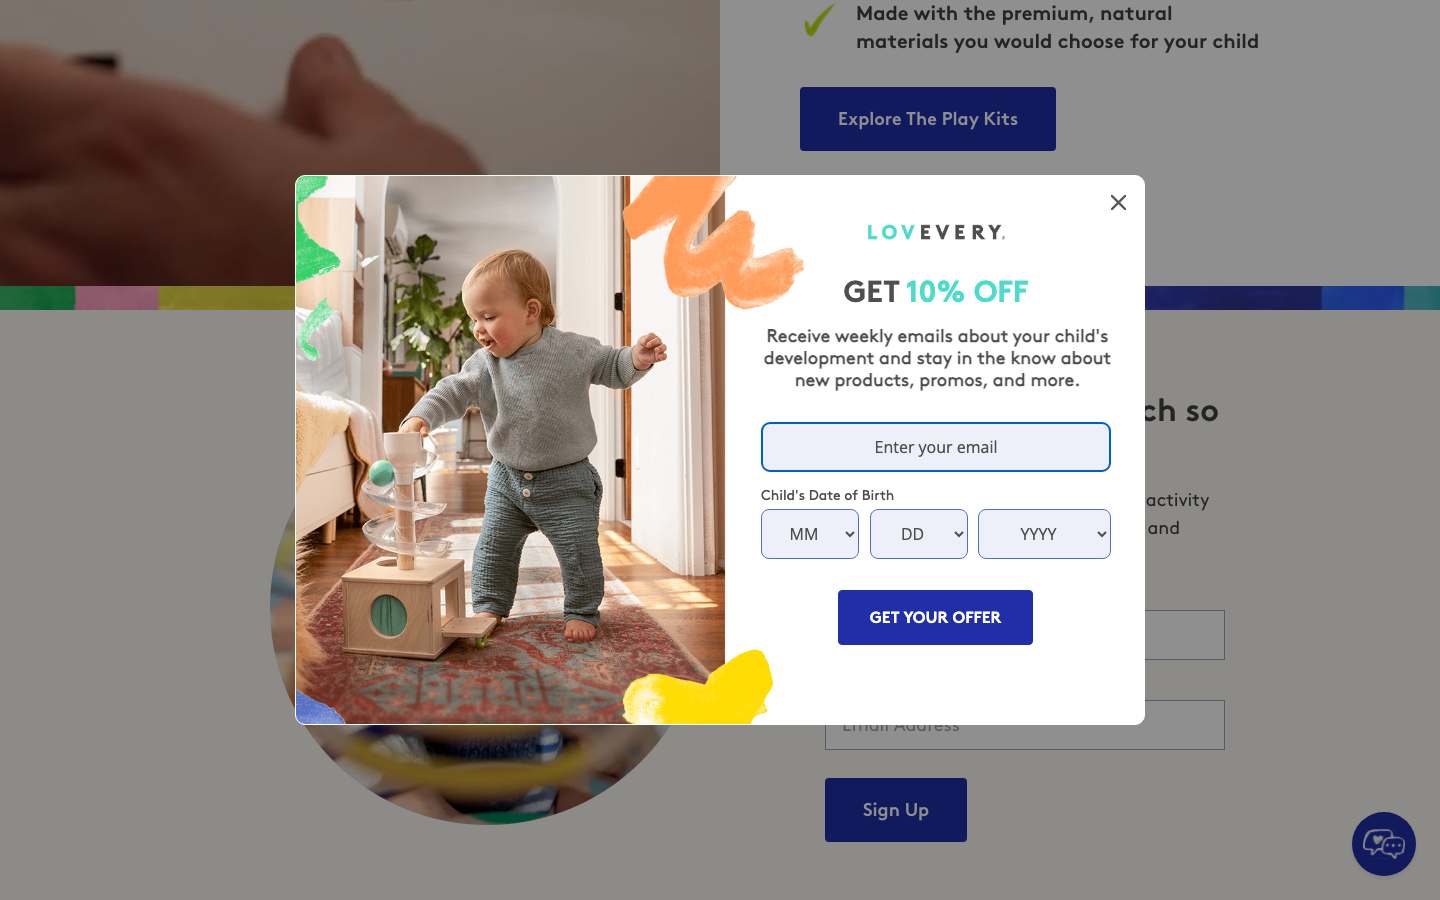 Made with the premium, natural
materials you would choose for your child
Explore The Play Kits
LOVEVERY.
GET 10% OFF
Receive weekly emails about your child's
development and stay in the know about
new products, promos, and more.
Enter your email
Child's Date of Birth
MM
DD
YYYY
GET YOUR OFFER
ch so
activity
and
Email Address
Sign Up